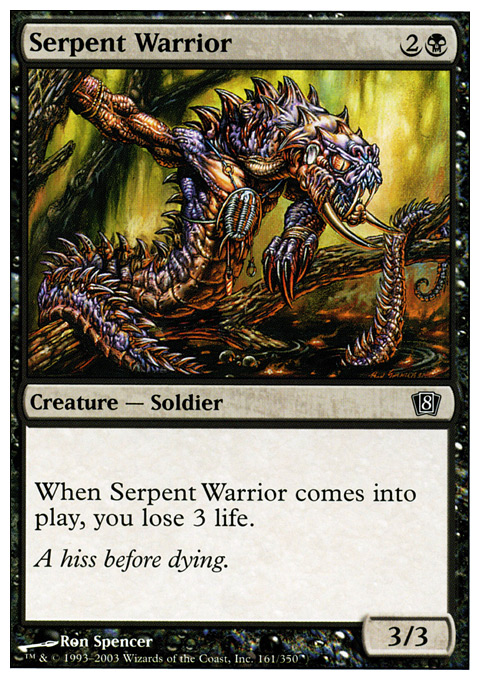 Serpent Warrior 2
Creature — Soldier 8
When Serpent Warrior comes into
play, you lose 3 life.
A hiss before dying.
Ron Spencer
3/3
™ & © 1993–2003 Wizards of the Coast, Inc. 161/350